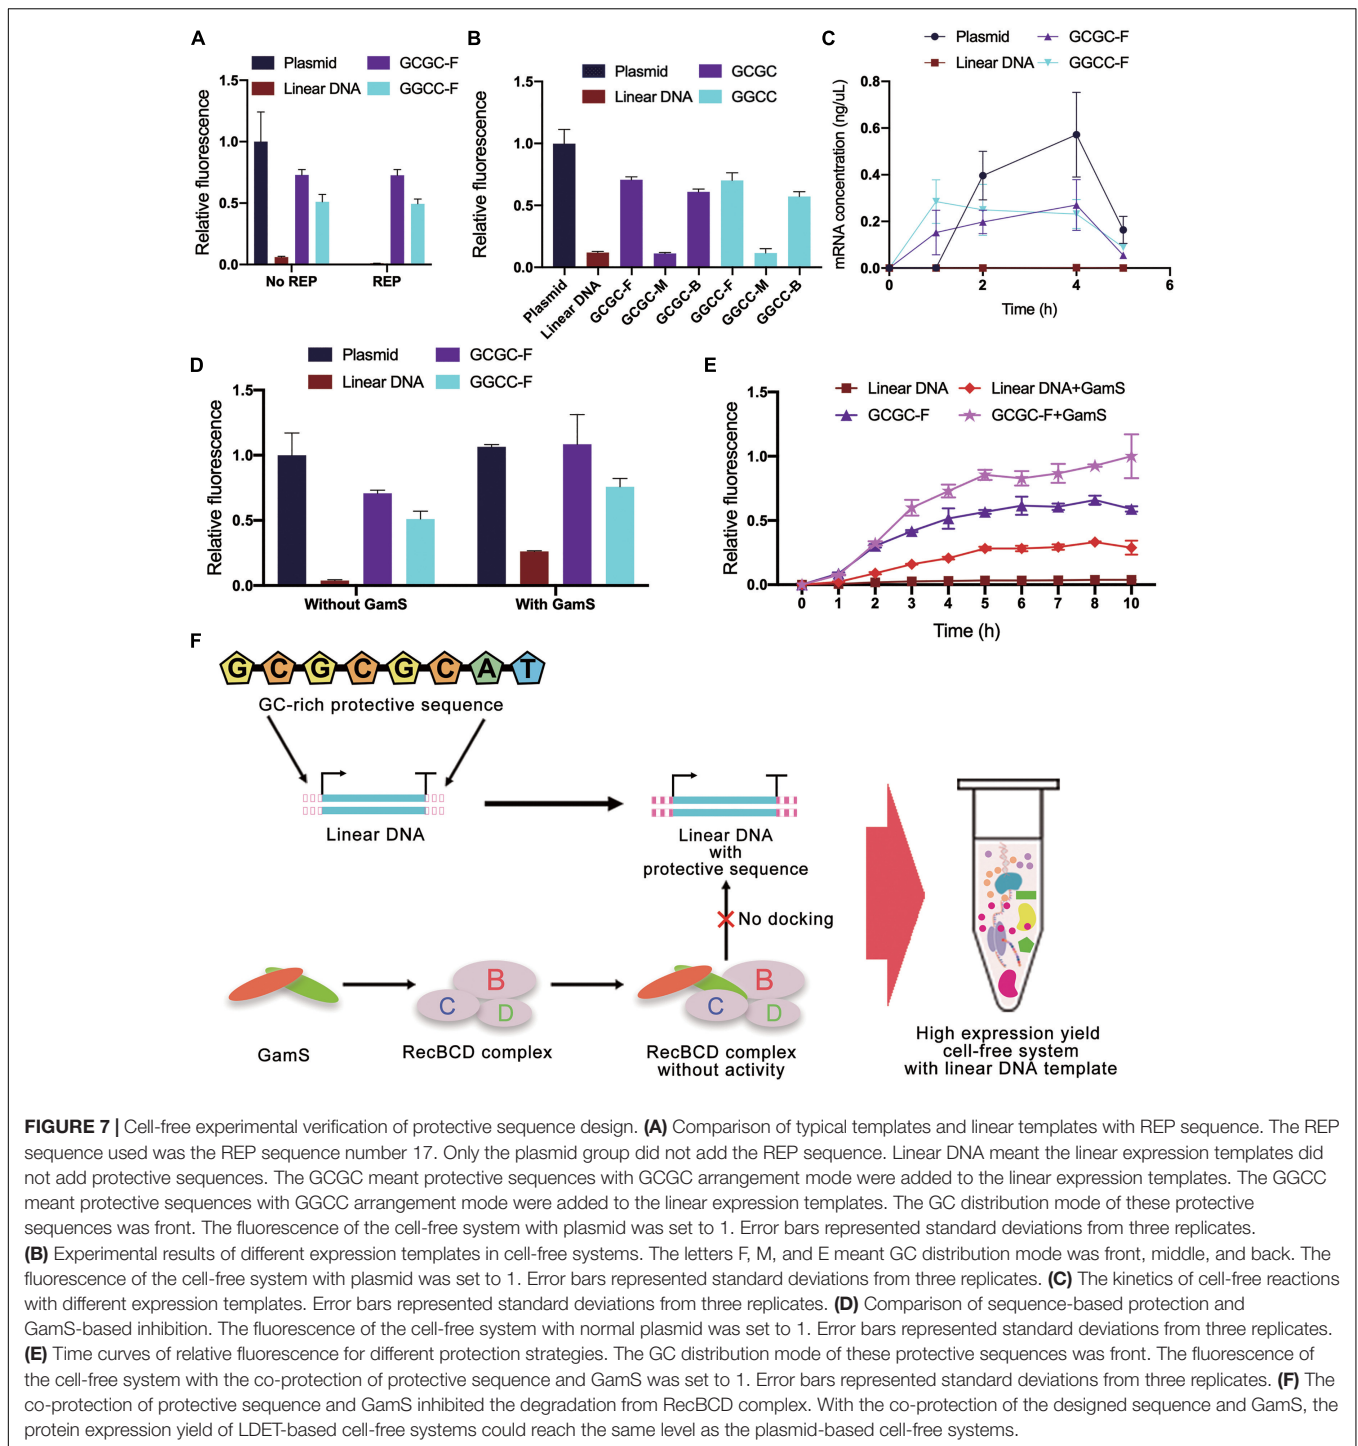 A
Plasmid
GCGC-F
Linear DNA
GGCC-F
Relative fluorescence
1.5
1.0
0.5
0.0
No REP
REP
B
Plasmid
GCGC
Linear DNA
GGCC
Relative fluorescence
1.5
1.0
0.5
0.0
Plasmid
Linear DNA
GCGC-F
GCGC-M
GCGC-B
GGCC-F
GGCC-M
GGCC-B
C
Plasmid
GCGC-F
Linear DNA
GGCC-F
mRNA concentration (ng/uL)
0.8
0.6
0.4
0.2
0.0
0
2
4
6
Time (h)
D
Plasmid
GCGC-F
Linear DNA
GGCC-F
Relative fluorescence
1.5
1.0
0.5
0.0
Without GamS
With GamS
E
Linear DNA
Linear DNA+GamS
GCGC-F
GCGC-F+GamS
Relative fluorescence
1.5
1.0
0.5
0.0
0 1 2 3 4 5 6 7 8 10
Time (h)
F
G C G C G C A T
GC-rich protective sequence
Linear DNA
Linear DNA
with
protective sequence
No docking
GamS
B
C
D
RecBCD complex
B
C
D
RecBCD complex
without activity
High expression yield
cell-free system
with linear DNA template
FIGURE 7 | Cell-free experimental verification of protective sequence design. (A) Comparison of typical templates and linear templates with REP sequence. The REP
sequence used was the REP sequence number 17. Only the plasmid group did not add the REP sequence. Linear DNA meant the linear expression templates did
not add protective sequences. The GCGC meant protective sequences with GCGC arrangement mode were added to the linear expression templates. The GGCC
meant protective sequences with GGCC arrangement mode were added to the linear expression templates. The GC distribution mode of these protective
sequences was front. The fluorescence of the cell-free system with plasmid was set to 1. Error bars represented standard deviations from three replicates.
(B) Experimental results of different expression templates in cell-free systems. The letters F, M, and E meant GC distribution mode was front, middle, and back. The
fluorescence of the cell-free system with plasmid was set to 1. Error bars represented standard deviations from three replicates. (C) The kinetics of cell-free reactions
with different expression templates. Error bars represented standard deviations from three replicates. (D) Comparison of sequence-based protection and
GamS-based inhibition. The fluorescence of the cell-free system with normal plasmid was set to 1. Error bars represented standard deviations from three replicates.
(E) Time curves of relative fluorescence for different protection strategies. The GC distribution mode of these protective sequences was front. The fluorescence of
the cell-free system with the co-protection of protective sequence and GamS was set to 1. Error bars represented standard deviations from three replicates. (F) The
co-protection of protective sequence and GamS inhibited the degradation from RecBCD complex. With the co-protection of the designed sequence and GamS, the
protein expression yield of LDET-based cell-free systems could reach the same level as the plasmid-based cell-free systems.